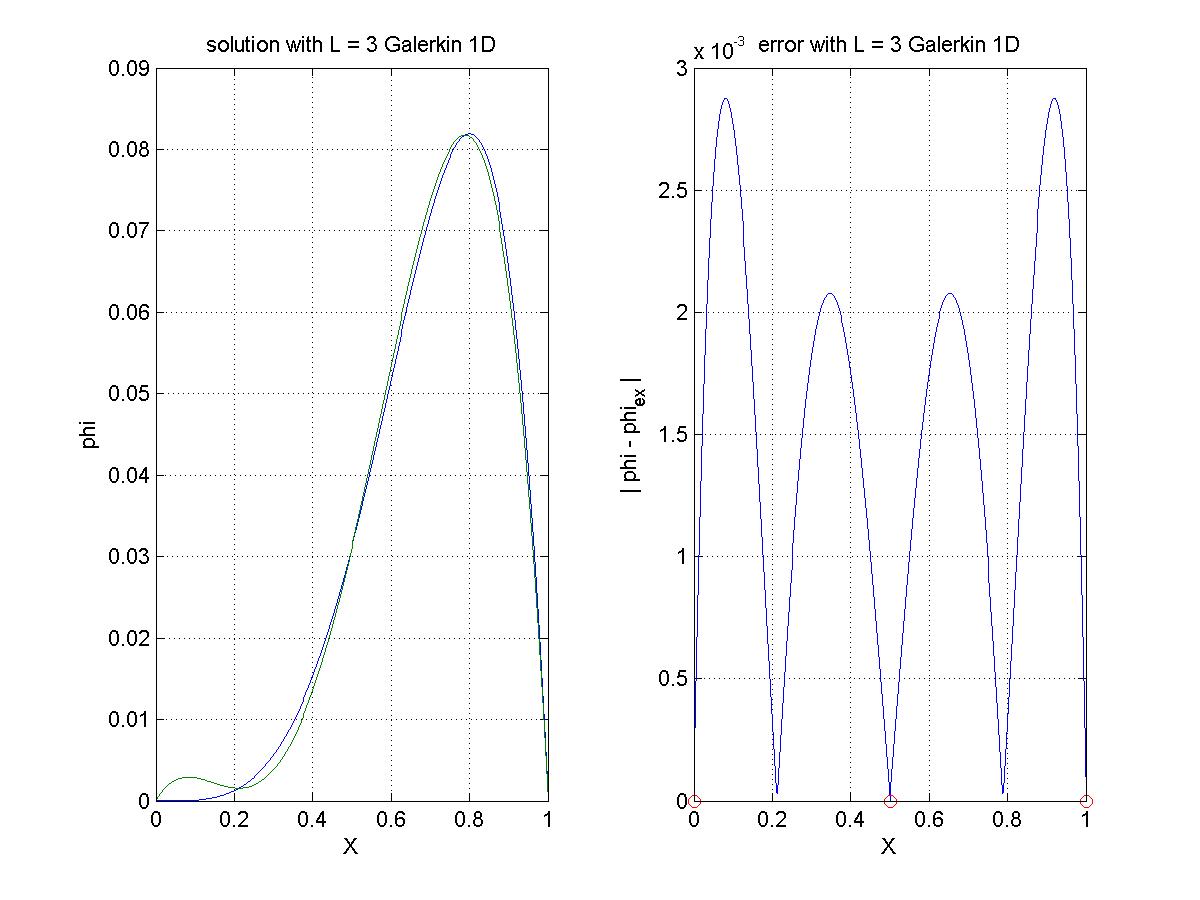 solution with L = 3 Galerkin 1D
0.09
0.08
0.07
0.06
0.05
0.04
0.03
0.02
0.01
0
phi
0 0.2 0.4 0.6 0.8 1
X
x 10^-3 error with L = 3 Galerkin 1D
3
2.5
2
1.5
1
0.5
0
| phi - phi_ex |
0 0.2 0.4 0.6 0.8 1
X